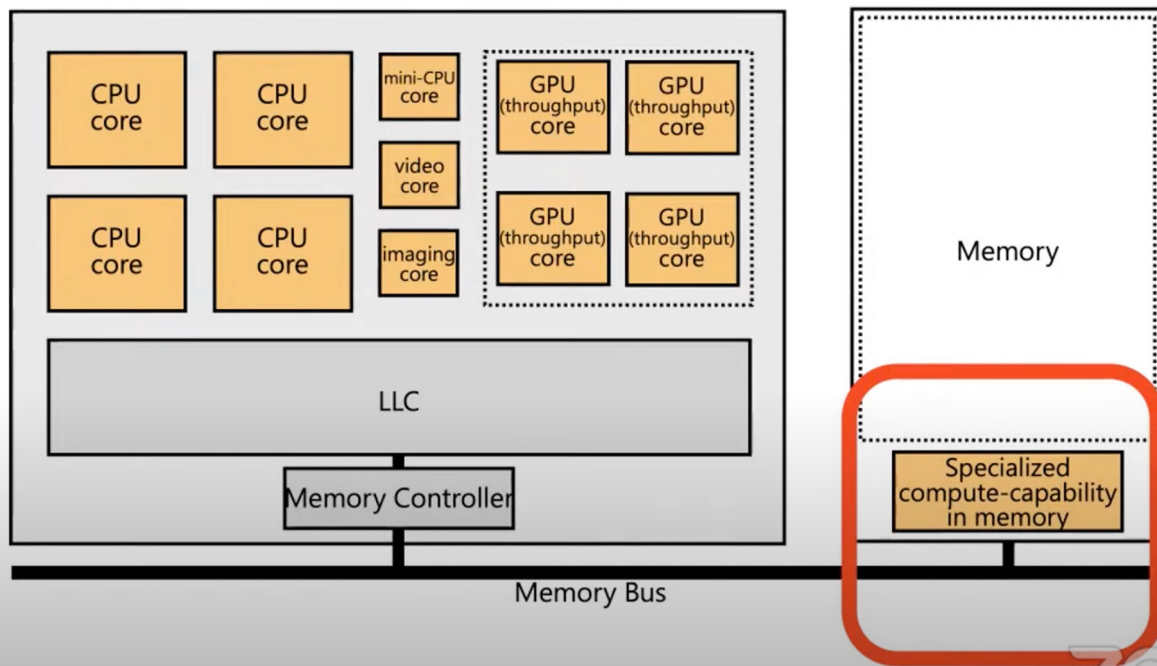 CPU
core
CPU
core
mini-CPU
core
video
core
imaging
core
GPU
(throughput)
core
GPU
(throughput)
core
CPU
core
CPU
core
GPU
(throughput)
core
GPU
(throughput)
core
LLC
Memory Controller
Memory
Specialized
compute-capability
in memory
Memory Bus